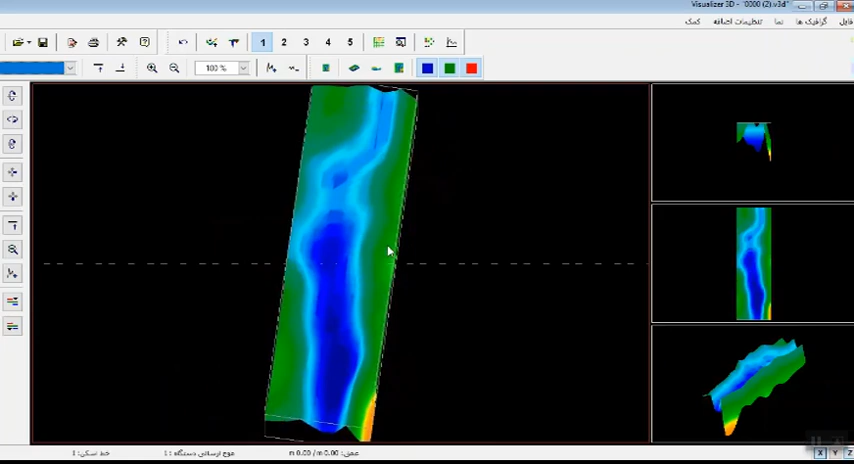 Visualizer 3D - "0000 (2).v3d"
فایل گرافیک ها نما تنظیمات اضافه کمک
1 2 3 4 5
100 %
خط اسکن: 1 موج ارسالی دستگاه : 1 عمق: m 0.00 / m 0.00
X Y Z